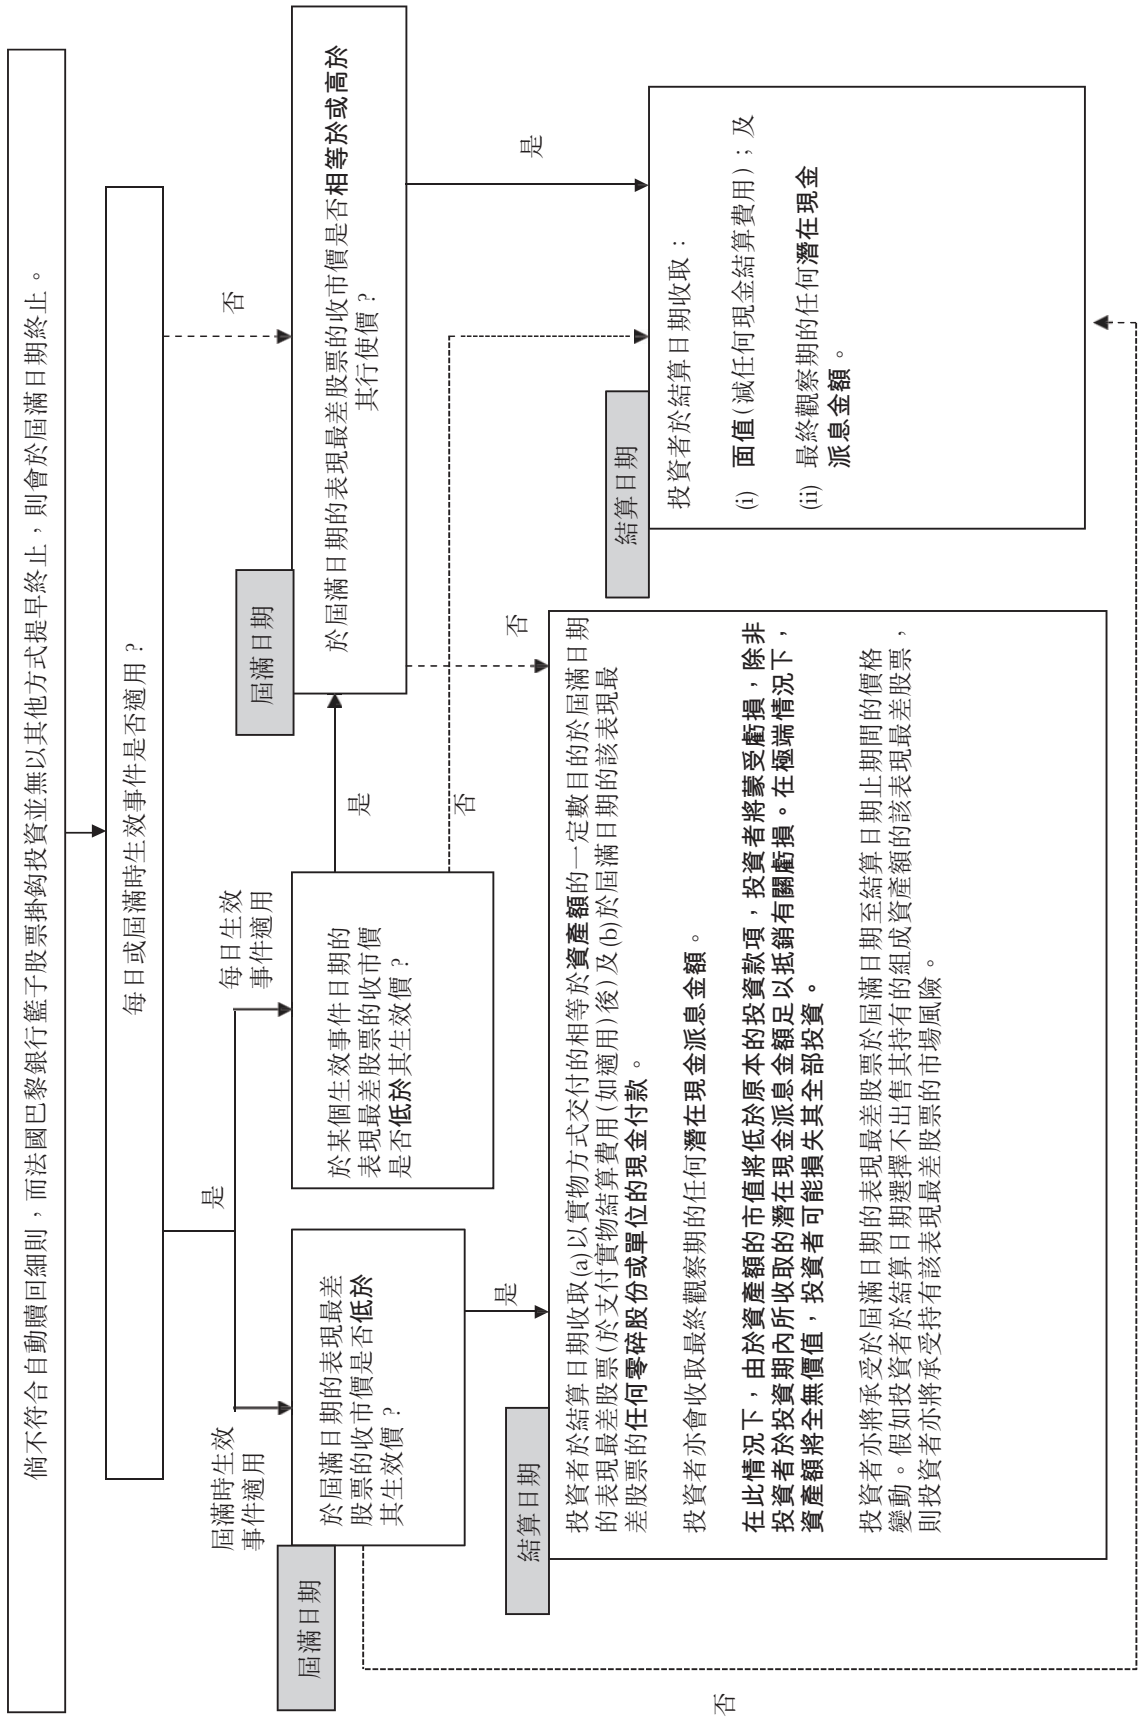 倘不符合自動贖回細則，而法國巴黎銀行籃子股票掛鈎投資並無以其他方式提早終止，則會於屆滿日期終止。
每日或屆滿時生效事件是否適用？
是
否
屆滿時生效
事件適用
每日生效
事件適用
屆滿日期
於屆滿日期的表現最差
股票的收市價是否低於
其生效價？
於某個生效事件日期的
表現最差股票的收市價
是否低於其生效價？
是
否
屆滿日期
於屆滿日期的表現最差股票的收市價是否相等於或高於
其行使價？
是
否
是
否
結算日期
投資者於結算日期收取(a)以實物方式交付的相等於資產額的一定數目的於屆滿日期
的表現最差股票(於支付實物結算費用(如適用)後)及(b)於屆滿日期的該表現最
差股票的任何零碎股份或單位的現金付款。
投資者亦會收取最終觀察期的任何潛在現金派息金額。
在此情況下，由於資產額的市值將低於原本的投資款項，投資者將蒙受虧損，除非
投資者於投資期內所收取的潛在現金派息金額足以抵銷有關虧損。在極端情況下，
資產額將全無價值，投資者可能損失其全部投資。
投資者亦將承受於屆滿日期的表現最差股票於屆滿日期至結算日期止期間的價格
變動。假如投資者於結算日期選擇不出售其持有的組成資產額的該表現最差股票，
則投資者亦將承受持有該表現最差股票的市場風險。
結算日期
投資者於結算日期收取：
(i) 面值(減任何現金結算費用)；及
(ii) 最終觀察期的任何潛在現金
派息金額。